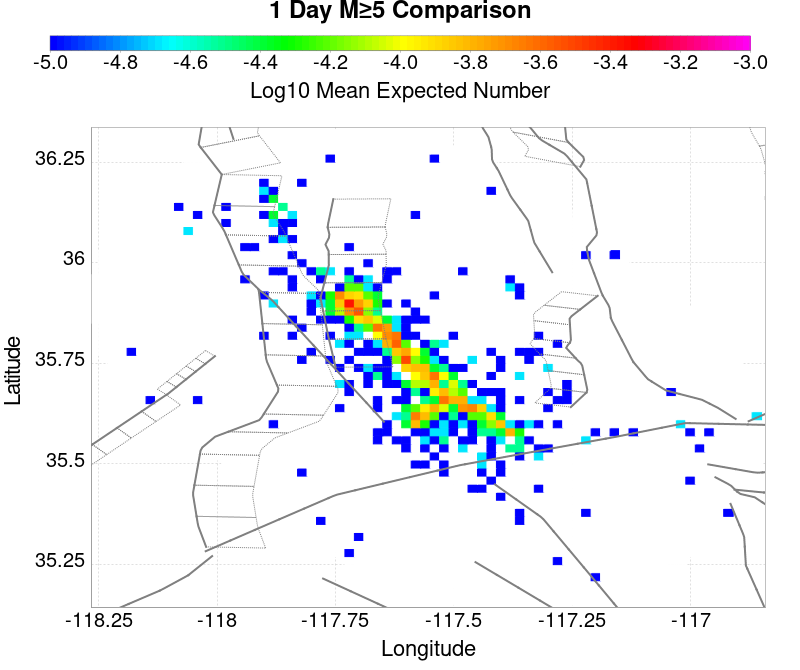 1 Day M≥5 Comparison
-5.0 -4.8 -4.6 -4.4 -4.2 -4.0 -3.8 -3.6 -3.4 -3.2 -3.0
Log10 Mean Expected Number
36.25
36
35.75
35.5
35.25
Latitude
-118.25 -118 -117.75 -117.5 -117.25 -117
Longitude